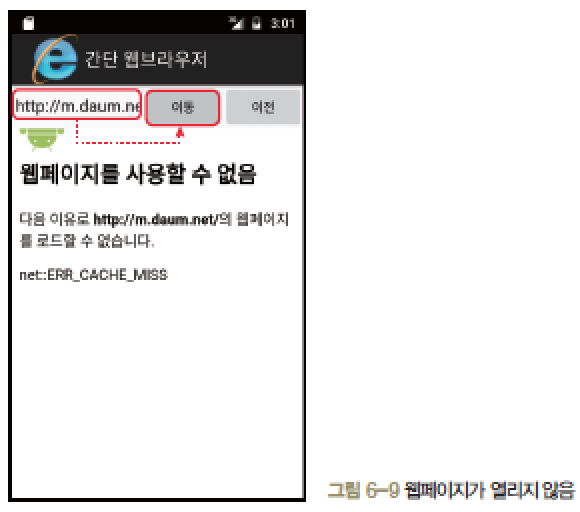 3:01
간단 웹브라우저
http://m.daum.ne 이동 이전
웹페이지를 사용할 수 없음
다음 이유로 http://m.daum.net/의 웹페이지
를 로드할 수 없습니다.
net::ERR_CACHE_MISS
그림 6-9 웹페이지가 열리지 않음